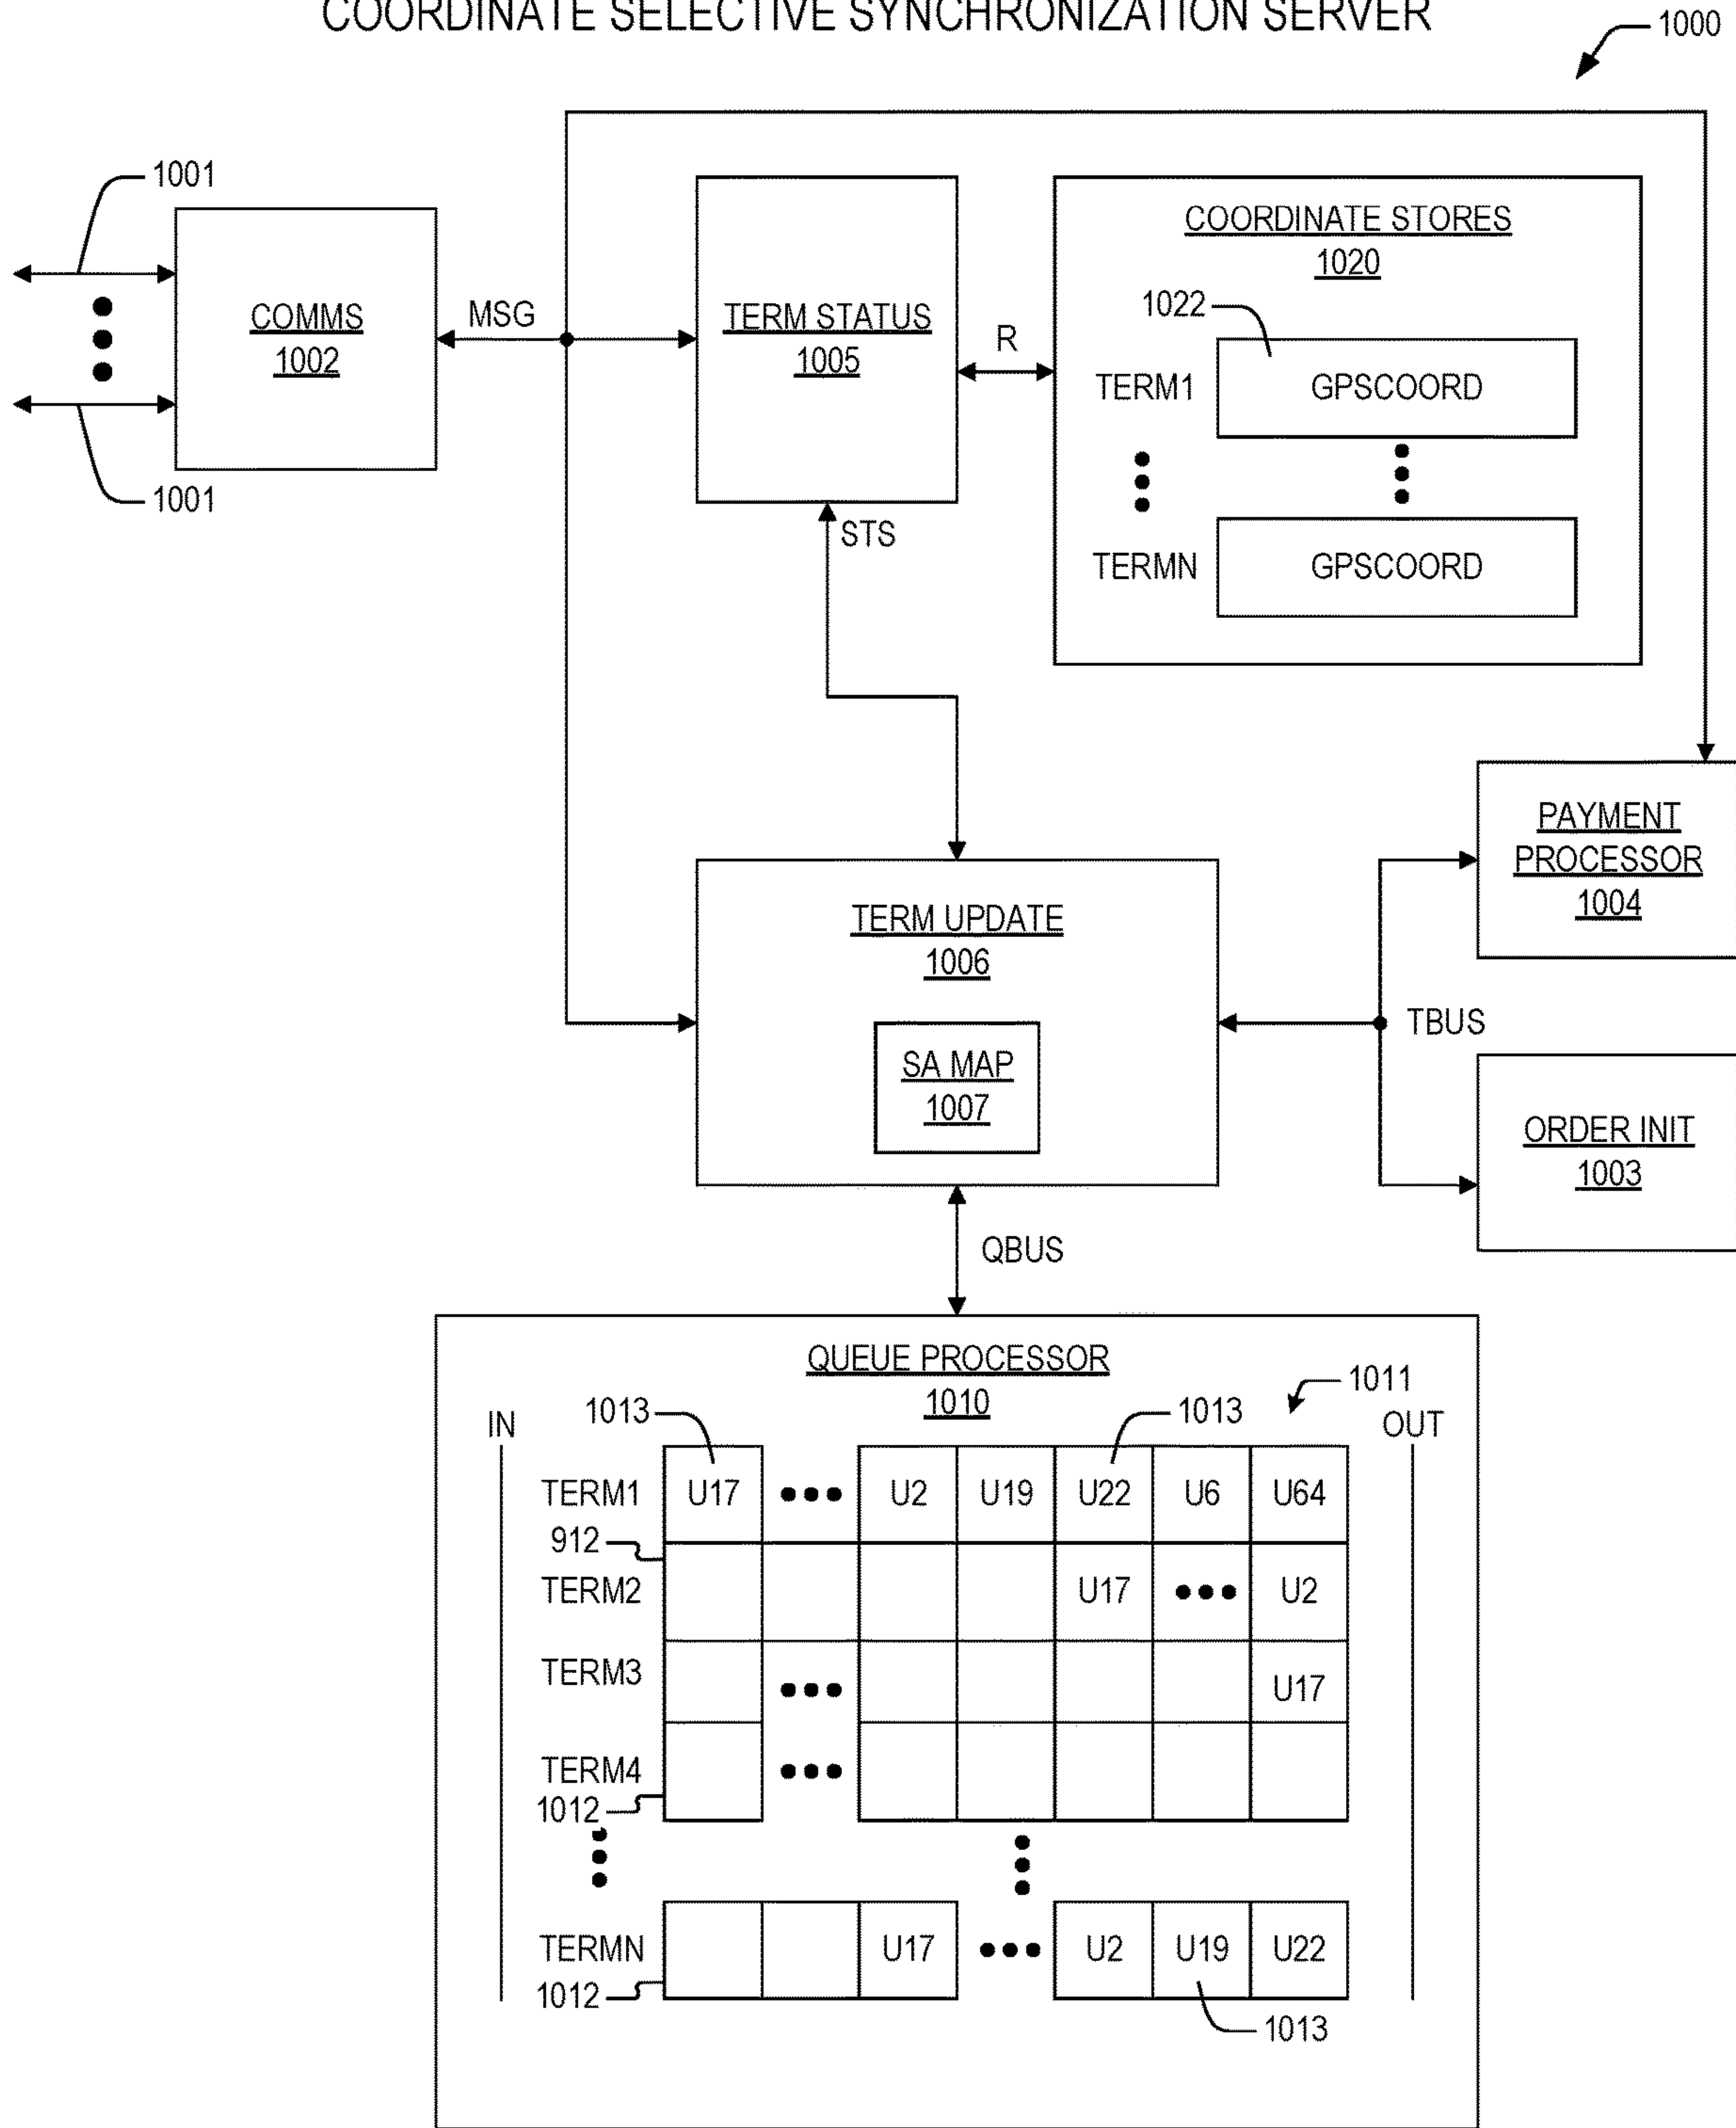 COORDINATE SELECTIVE SYNCHRONIZATION SERVER
1000
1001
1001
COMMS
1002
MSG
TERM STATUS
1005
R
COORDINATE STORES
1020
1022
TERM1
GPSCOORD
TERMN
GPSCOORD
STS
PAYMENT
PROCESSOR
1004
TERM UPDATE
1006
SA MAP
1007
TBUS
ORDER INIT
1003
QBUS
QUEUE PROCESSOR
1010
1011
1013
1013
IN
OUT
TERM1 U17 U2 U19 U22 U6 U64
912
TERM2 U17 U2
TERM3 U17
TERM4
1012
TERMN U17 U2 U19 U22
1012
1013